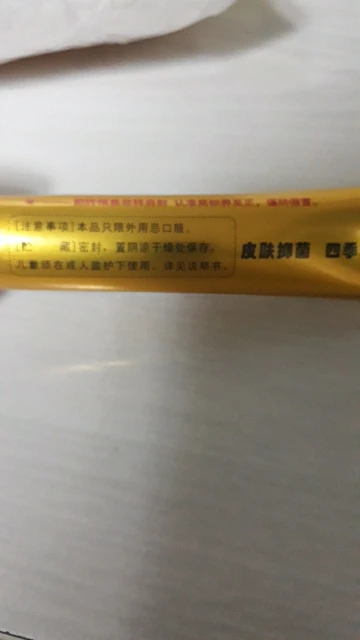 [注意事项]本品只限外用忌口服。
[贮 藏]密封，置阴凉干燥处保存。
儿童须在成人监护下使用，详见说明书。
皮肤抑菌 四季